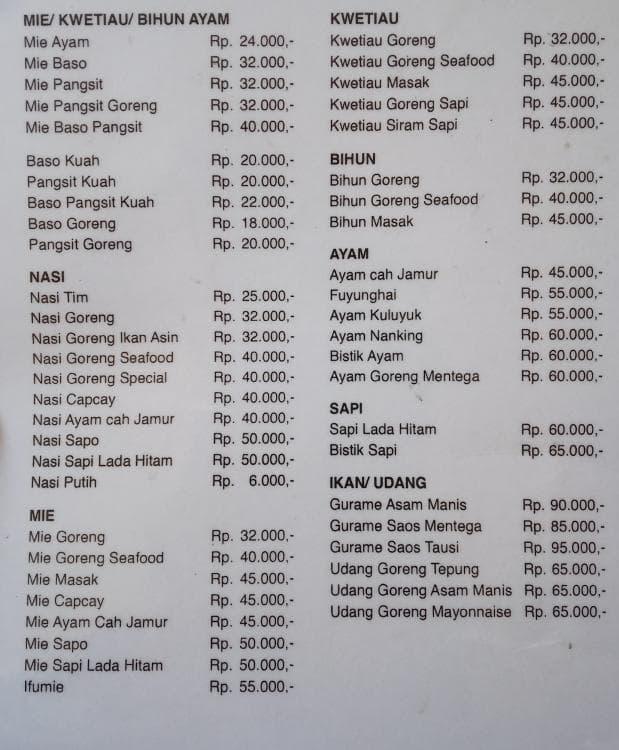 MIE/ KWETIAU/ BIHUN AYAM
Mie Ayam Rp. 24.000,-
Mie Baso Rp. 32.000,-
Mie Pangsit Rp. 32.000,-
Mie Pangsit Goreng Rp. 32.000,-
Mie Baso Pangsit Rp. 40.000,-
Baso Kuah Rp. 20.000,-
Pangsit Kuah Rp. 20.000,-
Baso Pangsit Kuah Rp. 22.000,-
Baso Goreng Rp. 18.000,-
Pangsit Goreng Rp. 20.000,-
NASI
Nasi Tim Rp. 25.000,-
Nasi Goreng Rp. 32.000,-
Nasi Goreng Ikan Asin Rp. 32.000,-
Nasi Goreng Seafood Rp. 40.000,-
Nasi Goreng Special Rp. 40.000,-
Nasi Capcay Rp. 40.000,-
Nasi Ayam cah Jamur Rp. 40.000,-
Nasi Sapo Rp. 50.000,-
Nasi Sapi Lada Hitam Rp. 50.000,-
Nasi Putih Rp. 6.000,-
MIE
Mie Goreng Rp. 32.000,-
Mie Goreng Seafood Rp. 40.000,-
Mie Masak Rp. 45.000,-
Mie Capcay Rp. 45.000,-
Mie Ayam Cah Jamur Rp. 45.000,-
Mie Sapo Rp. 50.000,-
Mie Sapi Lada Hitam Rp. 50.000,-
Ifumie Rp. 55.000,-
KWETIAU
Kwetiau Goreng Rp. 32.000,-
Kwetiau Goreng Seafood Rp. 40.000,-
Kwetiau Masak Rp. 45.000,-
Kwetiau Goreng Sapi Rp. 45.000,-
Kwetiau Siram Sapi Rp. 45.000,-
BIHUN
Bihun Goreng Rp. 32.000,-
Bihun Goreng Seafood Rp. 40.000,-
Bihun Masak Rp. 45.000,-
AYAM
Ayam cah Jamur Rp. 45.000,-
Fuyunghai Rp. 55.000,-
Ayam Kuluyuk Rp. 55.000,-
Ayam Nanking Rp. 60.000,-
Bistik Ayam Rp. 60.000,-
Ayam Goreng Mentega Rp. 60.000,-
SAPI
Sapi Lada Hitam Rp. 60.000,-
Bistik Sapi Rp. 65.000,-
IKAN/ UDANG
Gurame Asam Manis Rp. 90.000,-
Gurame Saos Mentega Rp. 85.000,-
Gurame Saos Tausi Rp. 95.000,-
Udang Goreng Tepung Rp. 65.000,-
Udang Goreng Asam Manis Rp. 65.000,-
Udang Goreng Mayonnaise Rp. 65.000,-